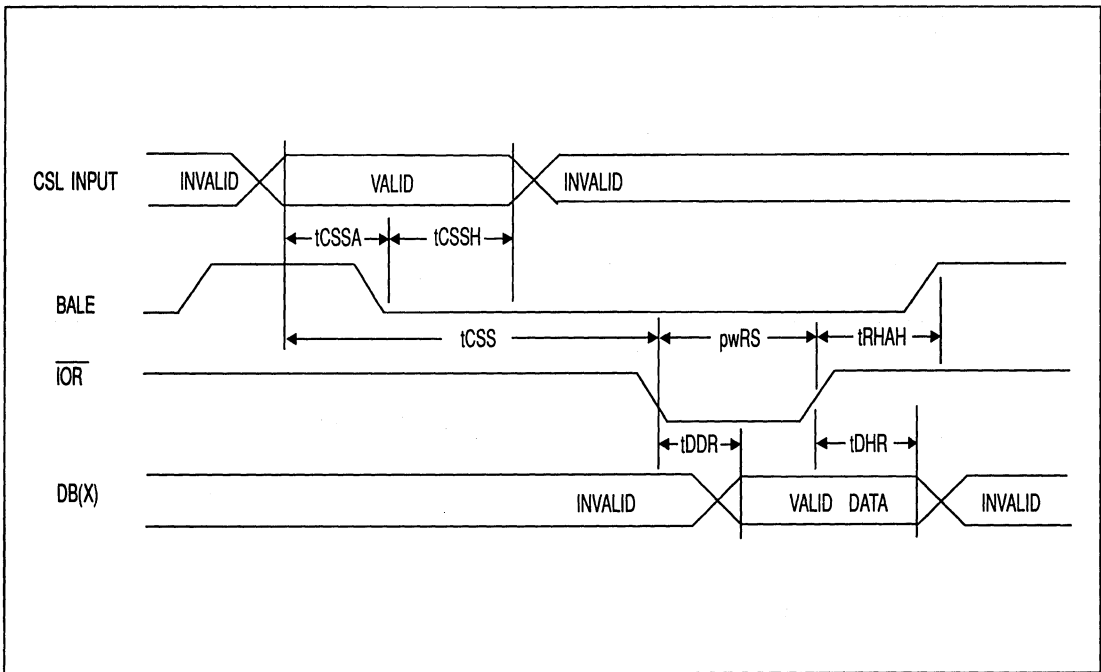 CSL INPUT INVALID VALID INVALID
tCSSA tCSSH
BALE
tCSS pwRS tRHAH
IOR
tDDR tDHR
DB(X) INVALID VALID DATA INVALID